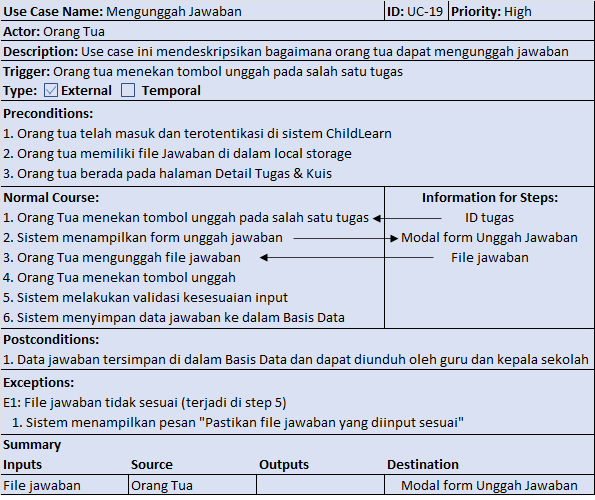 Use Case Name: Mengunggah Jawaban ID: UC-19 Priority: High
Actor: Orang Tua
Description: Use case ini mendeskripsikan bagaimana orang tua dapat mengunggah jawaban
Trigger: Orang tua menekan tombol unggah pada salah satu tugas
Type: External Temporal
Preconditions:
1. Orang tua telah masuk dan terotentikasi di sistem ChildLearn
2. Orang tua memiliki file Jawaban di dalam local storage
3. Orang tua berada pada halaman Detail Tugas & Kuis
Normal Course: Information for Steps:
1. Orang Tua menekan tombol unggah pada salah satu tugas ID tugas
2. Sistem menampilkan form unggah jawaban Modal form Unggah Jawaban
3. Orang Tua mengunggah file jawaban File jawaban
4. Orang Tua menekan tombol unggah
5. Sistem melakukan validasi kesesuaian input
6. Sistem menyimpan data jawaban ke dalam Basis Data
Postconditions:
1. Data jawaban tersimpan di dalam Basis Data dan dapat diunduh oleh guru dan kepala sekolah
Exceptions:
E1: File jawaban tidak sesuai (terjadi di step 5)
1. Sistem menampilkan pesan "Pastikan file jawaban yang diinput sesuai"
Summary
Inputs Source Outputs Destination
File jawaban Orang Tua Modal form Unggah Jawaban